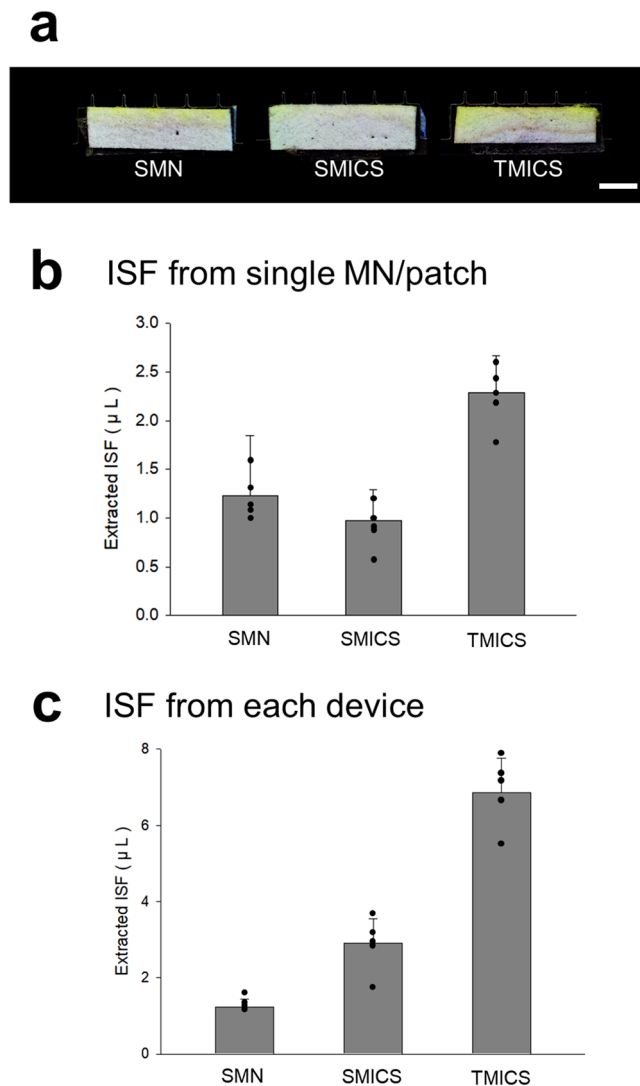 a
SMN SMICS TMICS
b ISF from single MN/patch
3.0
2.5
2.0
1.5
1.0
0.5
0.0
Extracted ISF ( μ L )
SMN SMICS TMICS
c ISF from each device
8
6
4
2
0
Extracted ISF ( μ L )
SMN SMICS TMICS